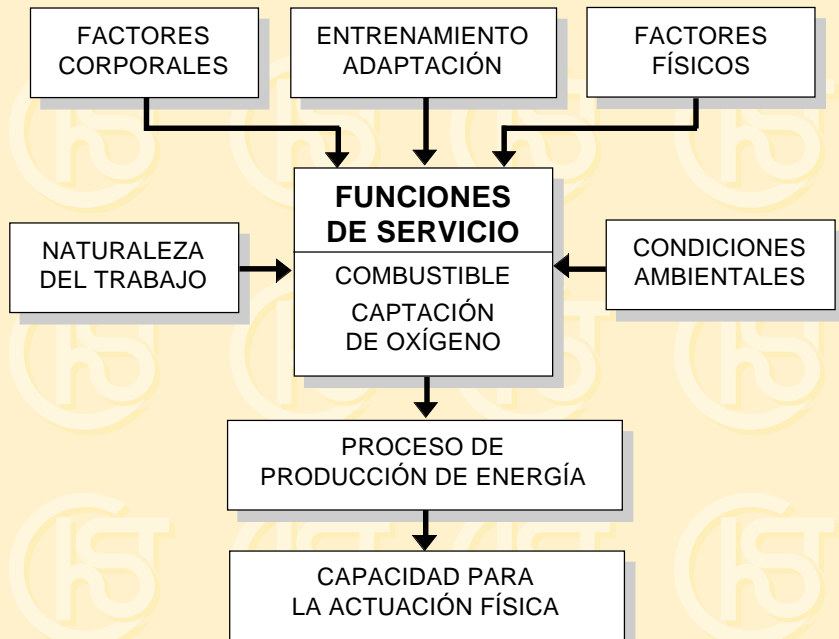 FACTORES
CORPORALES
ENTRENAMIENTO
ADAPTACIÓN
FACTORES
FÍSICOS
FUNCIONES
DE SERVICIO
COMBUSTIBLE
CAPTACIÓN
DE OXÍGENO
NATURALEZA
DEL TRABAJO
CONDICIONES
AMBIENTALES
PROCESO DE
PRODUCCIÓN DE ENERGÍA
CAPACIDAD PARA
LA ACTUACIÓN FÍSICA